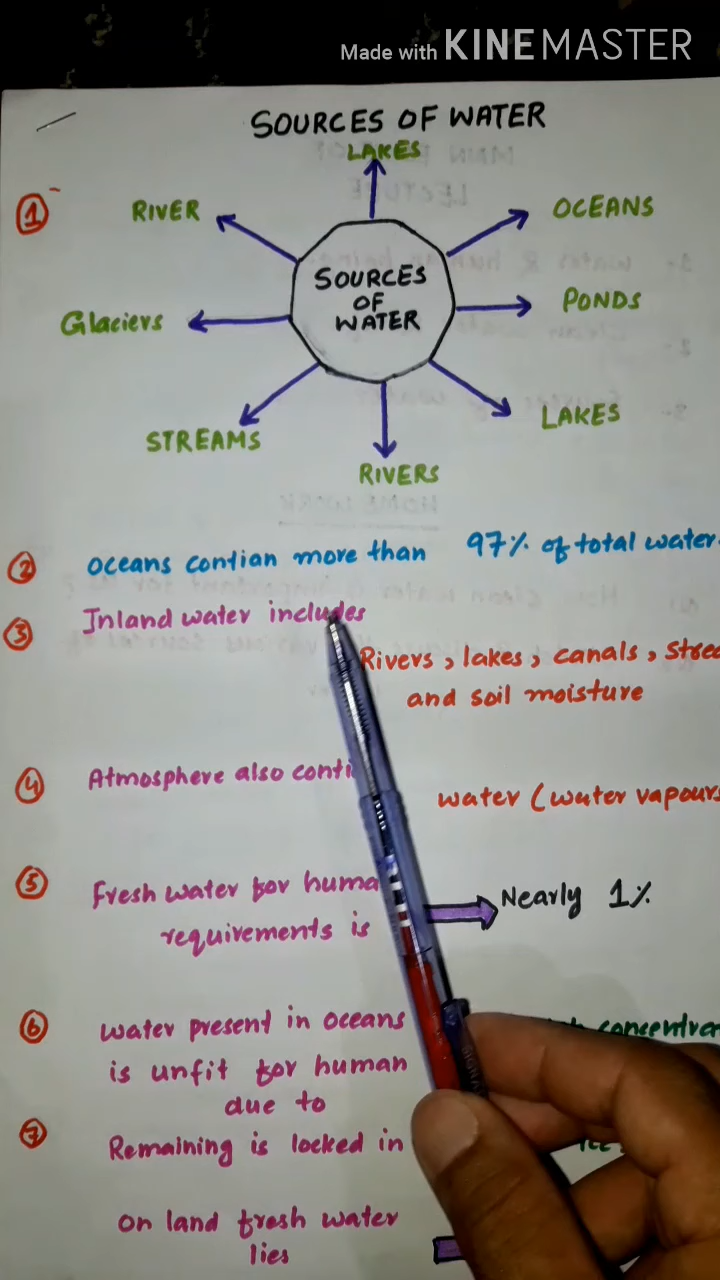 Made with KINEMASTER
SOURCES OF WATER
LAKES
1
RIVER
OCEANS
SOURCES
OF
WATER
PONDS
Glaciers
LAKES
STREAMS
RIVERS
2 Oceans contian more than 97% of total water
3 Inland water includes
Rivers, lakes, canals,
and soil moisture
4 Atmosphere also
water (water vapours
5 Fresh water for
requirements is
Nearly 1%
6 water present in oceans
is unfit for human
due to
7 Remaining is locked in
on land fresh water
lies